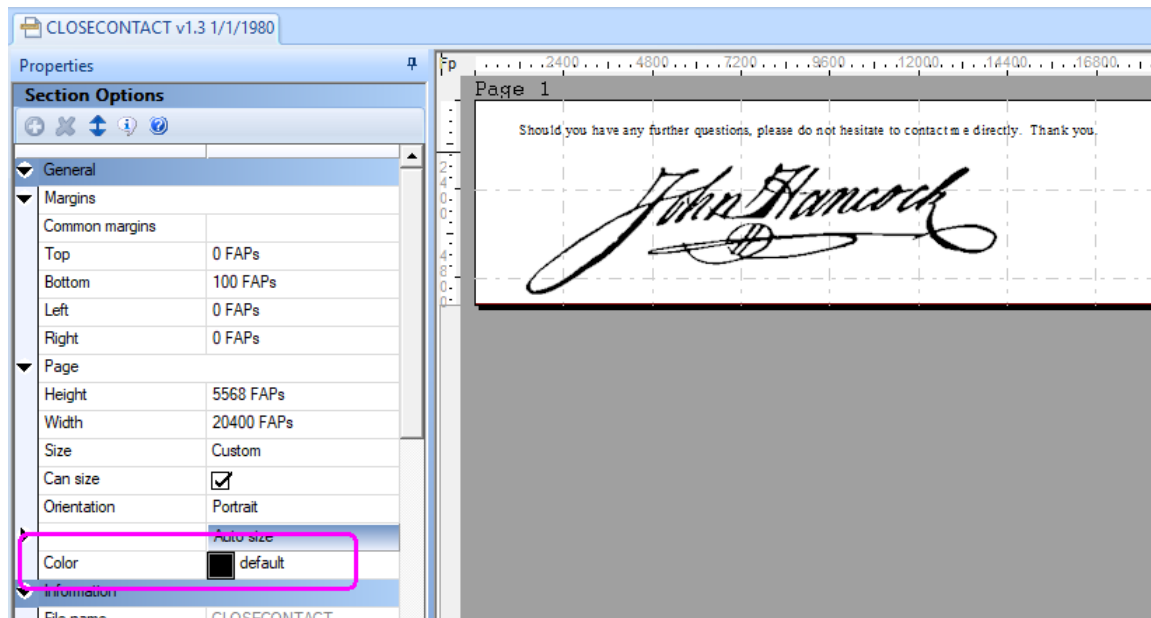 CLOSECONTACT v1.3 1/1/1980
Properties
Section Options
General
Margins
Common margins
Top 0 FAPs
Bottom 100 FAPs
Left 0 FAPs
Right 0 FAPs
Page
Height 5568 FAPs
Width 20400 FAPs
Size Custom
Can size
Orientation Portrait
Auto size
Color default
Information
File name CLOSECONTACT
Fp 2400 4800 7200 9600 12000 14400 16800
Page 1
2400
4800
Should you have any further questions, please do not hesitate to contact me directly. Thank you.
John Hancock